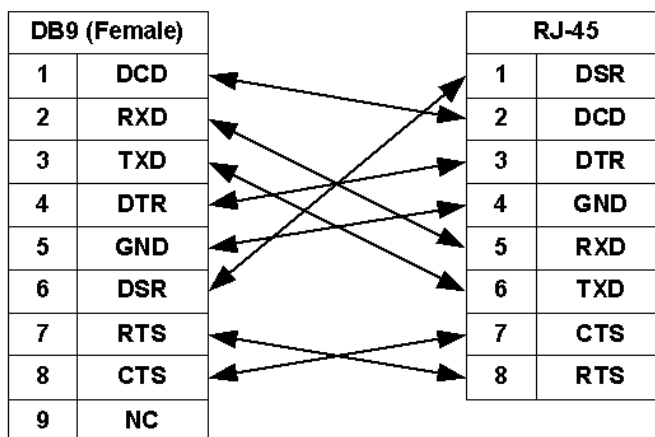 DB9 (Female) RJ-45
1 DCD 1 DSR
2 RXD 2 DCD
3 TXD 3 DTR
4 DTR 4 GND
5 GND 5 RXD
6 DSR 6 TXD
7 RTS 7 CTS
8 CTS 8 RTS
9 NC